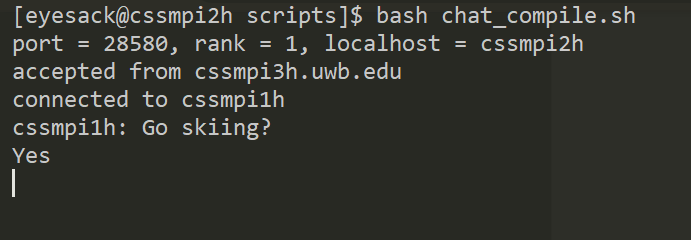 [eyesack@cssmpi2h scripts]$ bash chat_compile.sh
port = 28580, rank = 1, localhost = cssmpi2h
accepted from cssmpi3h.uwb.edu
connected to cssmpi1h
cssmpi1h: Go skiing?
Yes